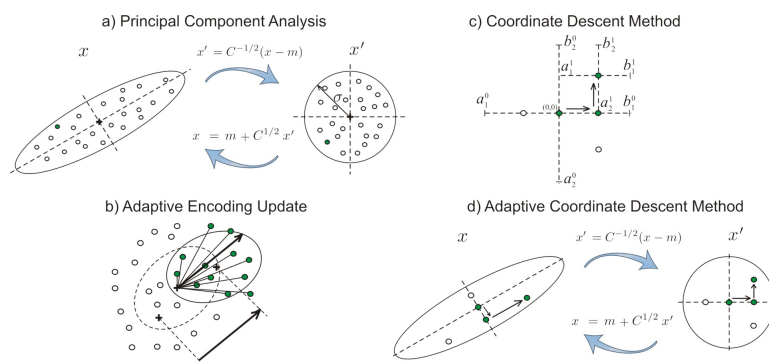 a) Principal Component Analysis
x
x′ = C^{-1/2}(x − m)
x′
σ
x = m + C^{1/2} x′
c) Coordinate Descent Method
b_2^0 b_2^1
a_1^1 b_1^1
a_1^0 (0,0) a_2^1 b_1^0
a_2^0
b) Adaptive Encoding Update
d) Adaptive Coordinate Descent Method
x
x′ = C^{-1/2}(x − m)
x′
x = m + C^{1/2} x′